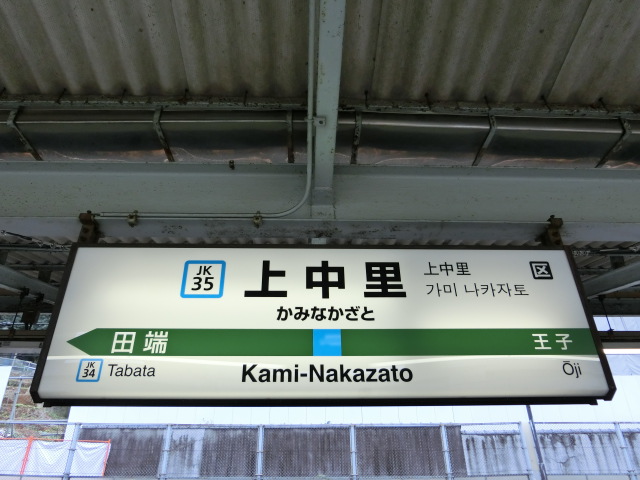 JK
35
上中里
上中里
区
가미 나카자토
かみなかざと
田端
王子
JK
34
Tabata
Kami-Nakazato
Ōji